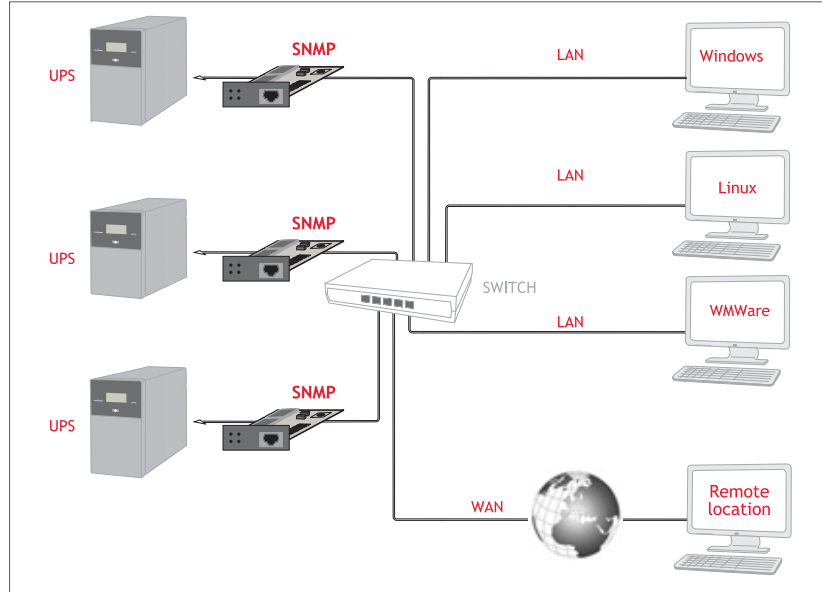 SNMP
LAN
Windows
UPS
LAN
Linux
SNMP
UPS
SWITCH
WMWare
LAN
SNMP
UPS
WAN
Remote
location